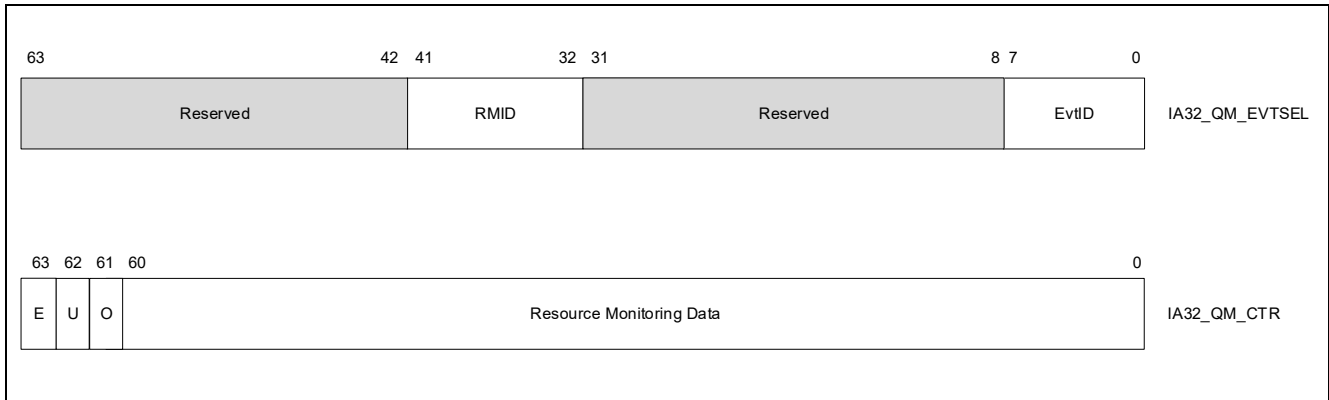 63 42 41 32 31 8 7 0
Reserved RMID Reserved EvtID IA32_QM_EVTSEL
63 62 61 60 0
E U O Resource Monitoring Data IA32_QM_CTR